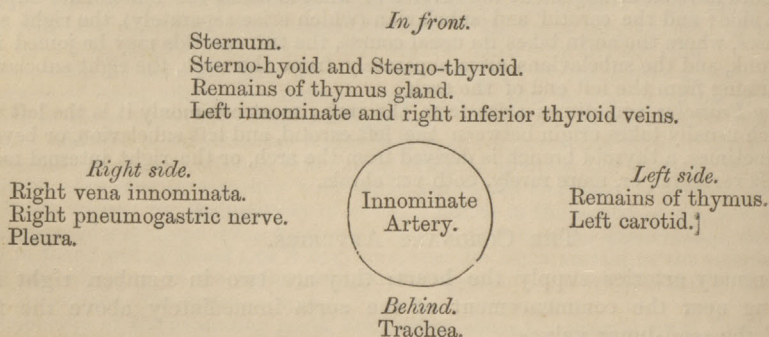 In front.
Sternum.
Sterno-hyoid and Sterno-thyroid.
Remains of thymus gland.
Left innominate and right inferior thyroid veins.
Right side.
Right vena innominata.
Right pneumogastric nerve.
Pleura.
Innominate
Artery.
Left side.
Remains of thymus.
Left carotid.]
Behind.
Trachea.